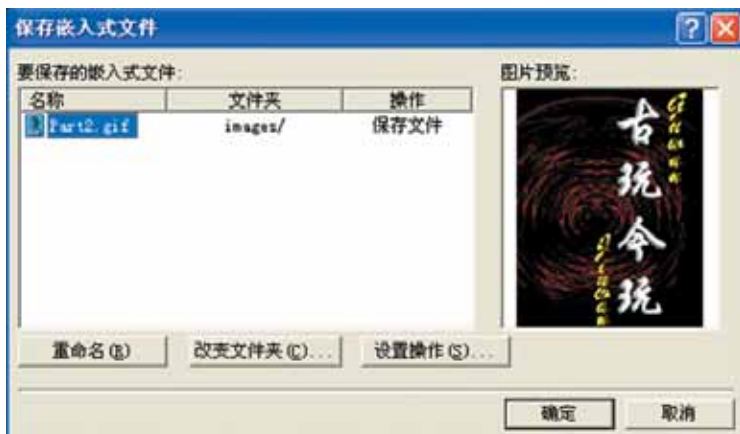 保存嵌入式文件
要保存的嵌入式文件:
图片预览:
名称 文件夹 操作
Part2.gif images/ 保存文件
古玩今玩
重命名(R) 改变文件夹(C)... 设置操作(S)...
确定 取消